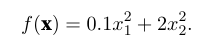 f(𝐱) = 0.1x₁² + 2x₂².